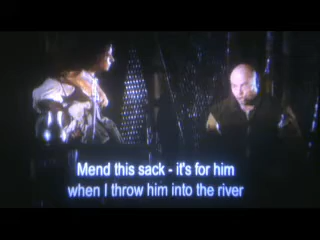 Mend this sack - it's for him
when I throw him into the river